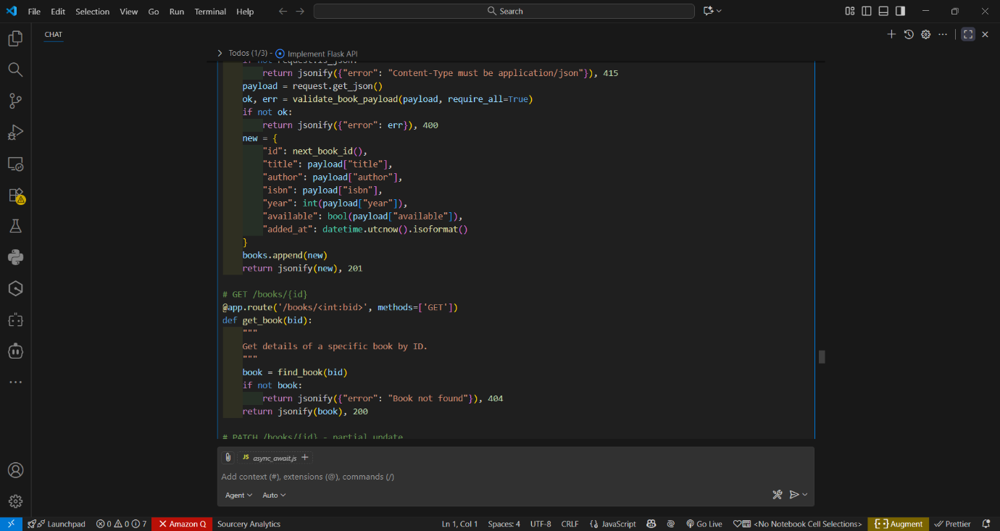 File Edit Selection View Go Run Terminal Help
Search
CHAT
Todos (1/3) - Implement Flask API
if not request.is_json:
return jsonify({"error": "Content-Type must be application/json"}), 415
payload = request.get_json()
ok, err = validate_book_payload(payload, require_all=True)
if not ok:
return jsonify({"error": err}), 400
new = {
"id": next_book_id(),
"title": payload["title"],
"author": payload["author"],
"isbn": payload["isbn"],
"year": int(payload["year"]),
"available": bool(payload["available"]),
"added_at": datetime.utcnow().isoformat()
}
books.append(new)
return jsonify(new), 201
# GET /books/{id}
@app.route('/books/<int:bid>', methods=['GET'])
def get_book(bid):
"""
Get details of a specific book by ID.
"""
book = find_book(bid)
if not book:
return jsonify({"error": "Book not found"}), 404
return jsonify(book), 200
# PATCH /books/{id} - partial update
JS async_await.js +
Add context (#), extensions (@), commands (/)
Agent Auto
Launchpad 0 0 7 Amazon Q Sourcery Analytics Ln 1, Col 1 Spaces: 4 UTF-8 CRLF {} JavaScript Go Live <No Notebook Cell Selections> Augment Prettier